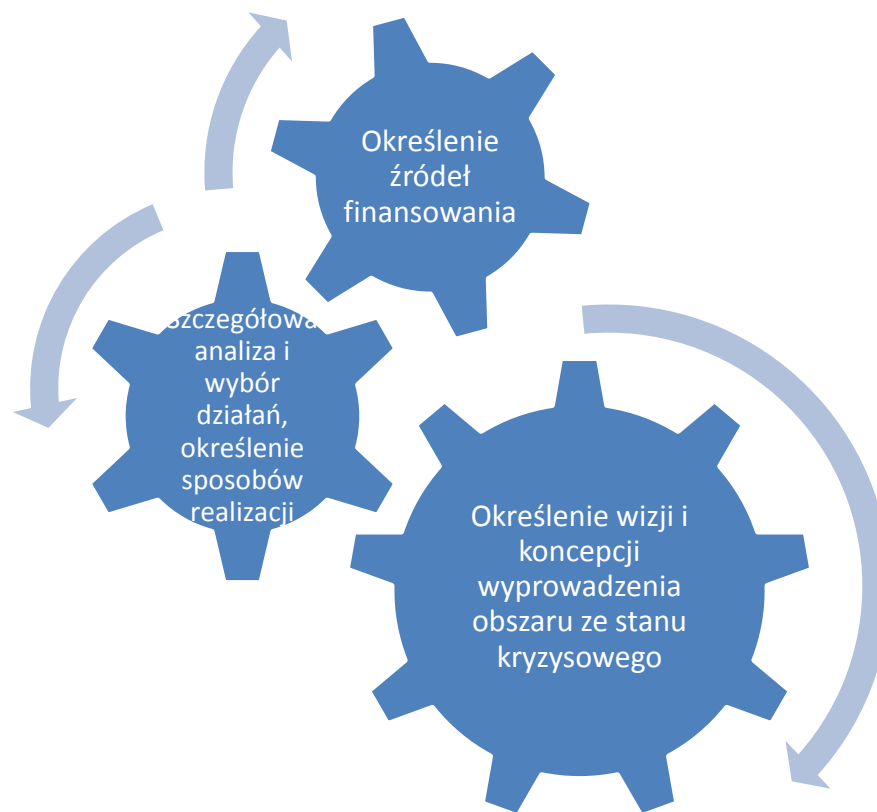 Określenie
źródeł
finansowania
Szczegółowa
analiza i
wybór
działań,
określenie
sposobów
realizacji
Określenie wizji i
koncepcji
wyprowadzenia
obszaru ze stanu
kryzysowego